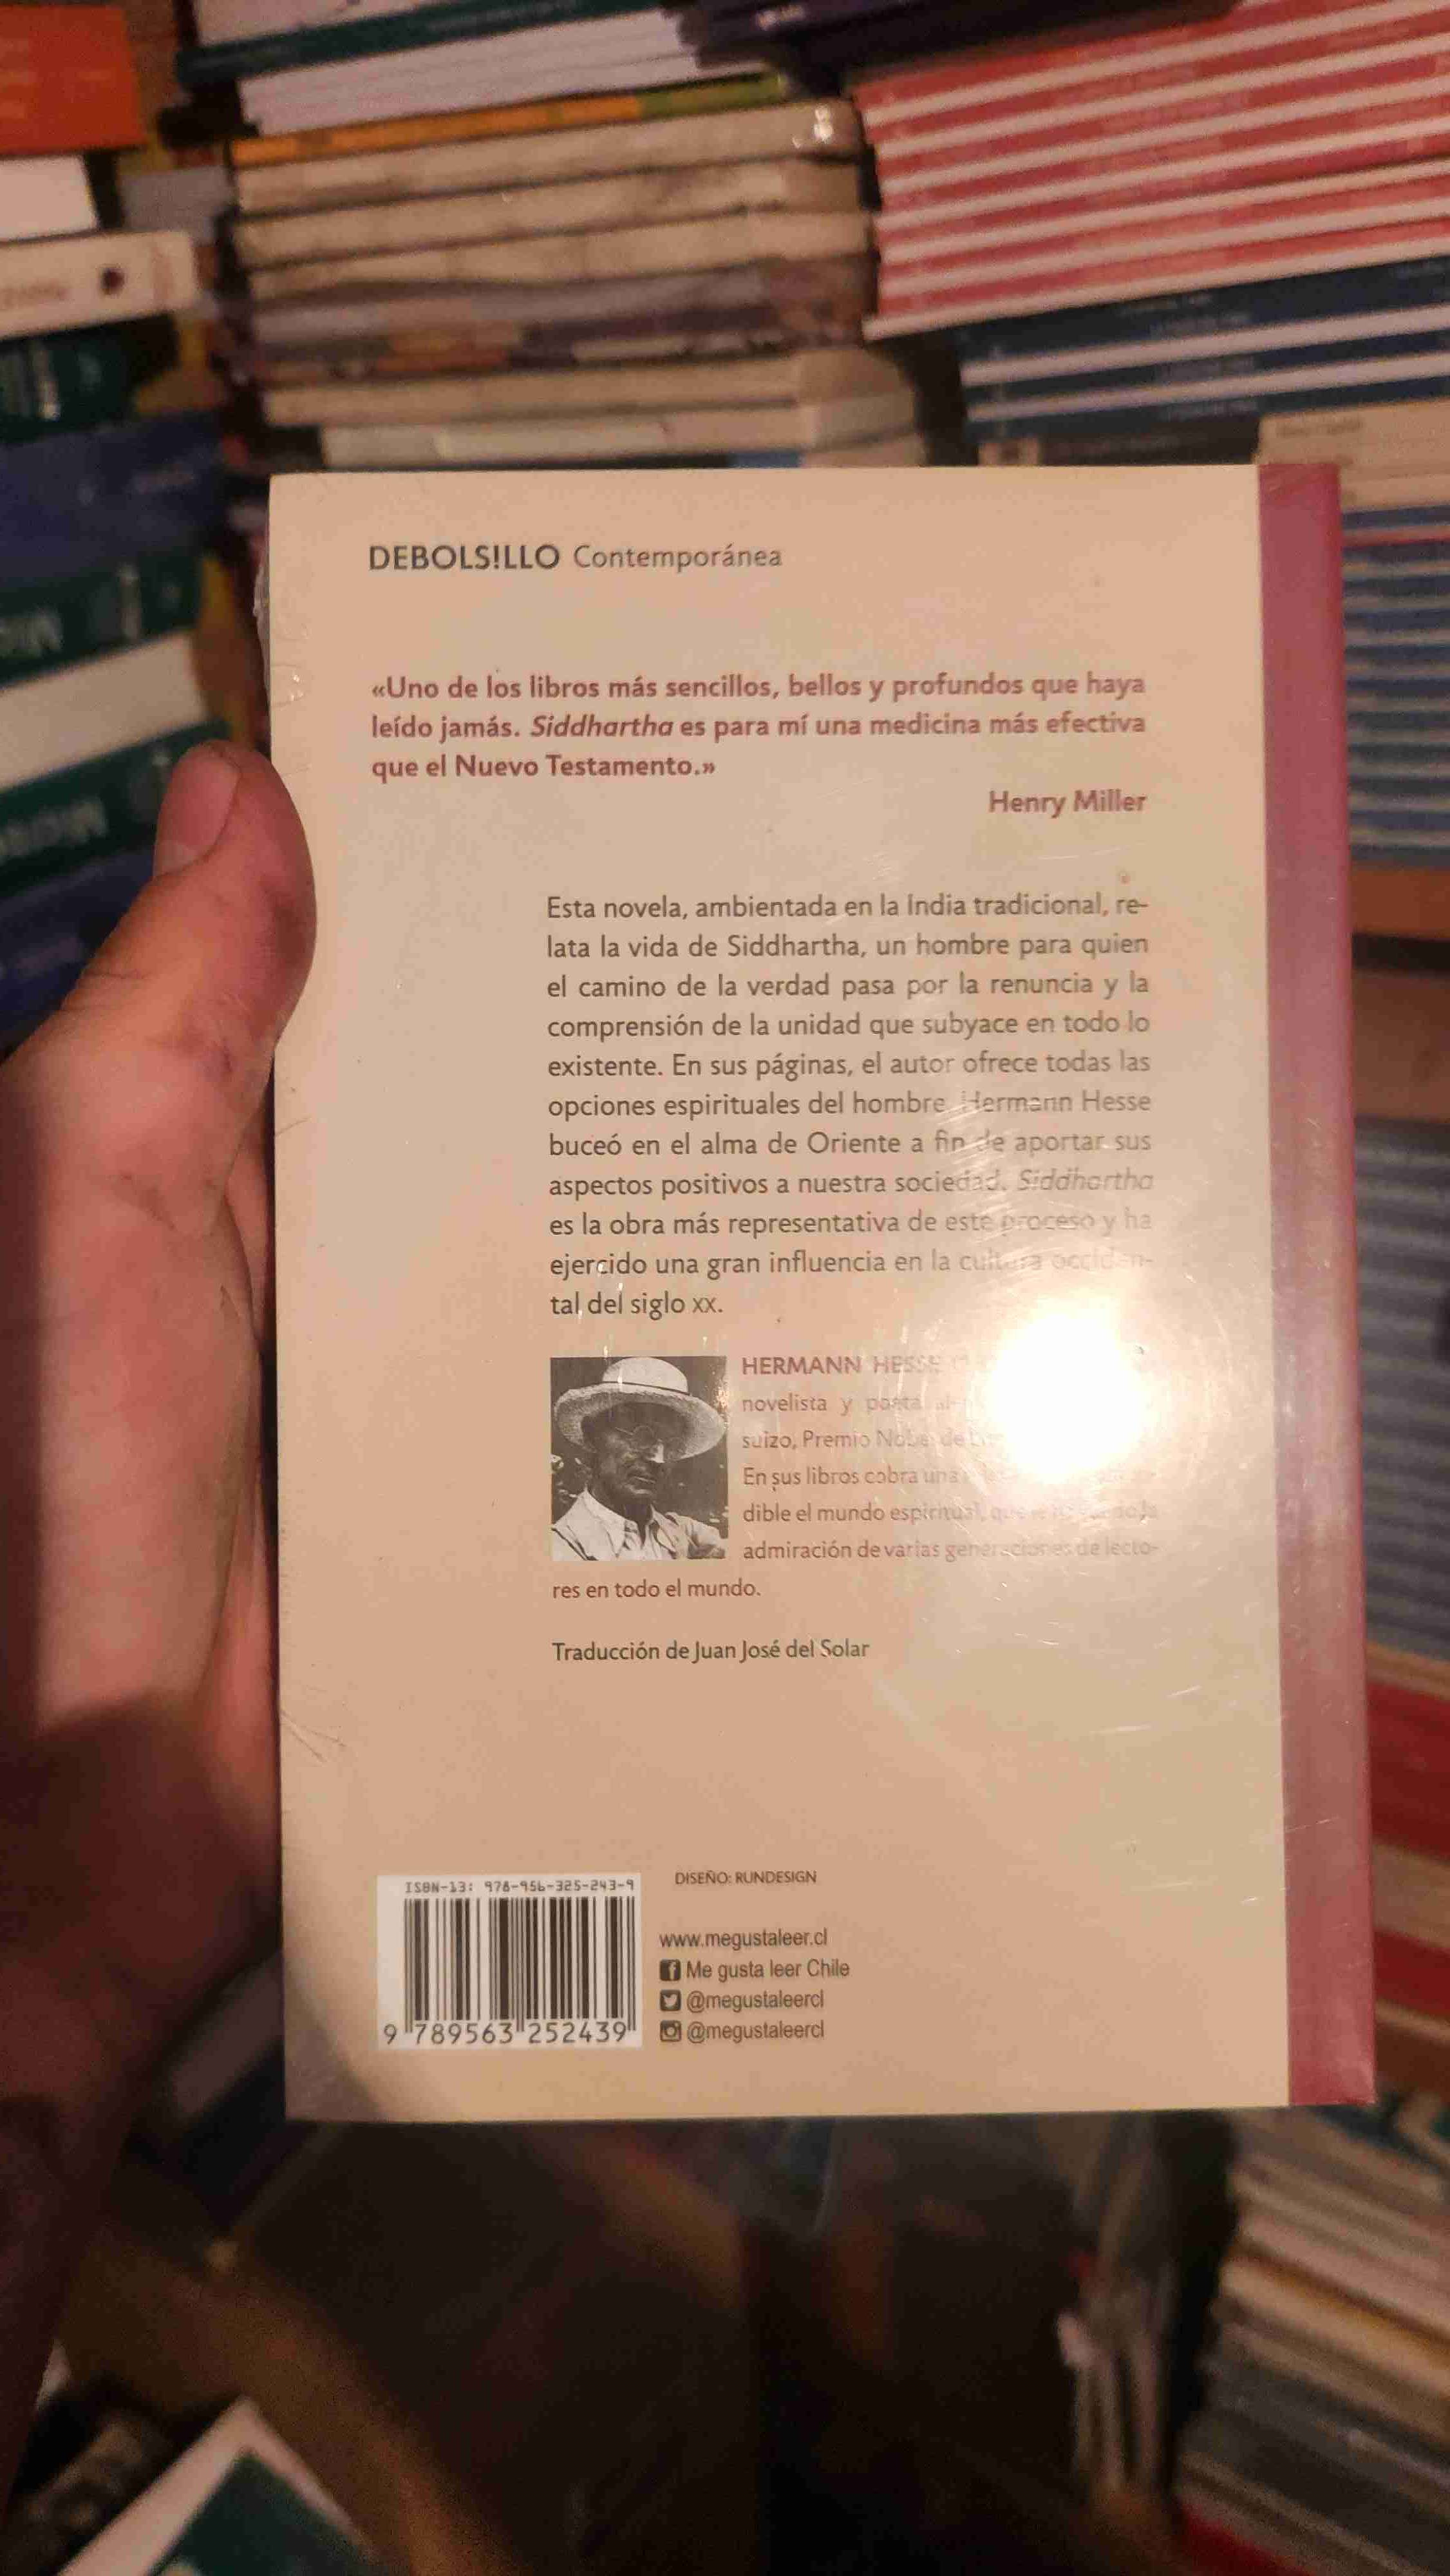 DEBOLS!LLO Contemporánea
«Uno de los libros más sencillos, bellos y profundos que haya
leído jamás. Siddhartha es para mí una medicina más efectiva
que el Nuevo Testamento.»
Henry Miller
Esta novela, ambientada en la India tradicional, re-
lata la vida de Siddhartha, un hombre para quien
el camino de la verdad pasa por la renuncia y la
comprensión de la unidad que subyace en todo lo
existente. En sus páginas, el autor ofrece todas las
opciones espirituales del hombre. Hermann Hesse
buceó en el alma de Oriente a fin de aportar sus
aspectos positivos a nuestra sociedad. Siddhartha
es la obra más representativa de este proceso y ha
ejercido una gran influencia en la cultura occiden-
tal del siglo XX.
HERMANN HESSE
novelista y poeta
suizo, Premio Nobel de
En sus libros cobra una
dible el mundo espiritual,
admiración de varias generaciones de lecto-
res en todo el mundo.
Traducción de Juan José del Solar
DISEÑO: RUNDESIGN
ISBN-13: 978-956-325-243-9
9 789563 252439
www.megustaleer.cl
Me gusta leer Chile
@megustaleercl
@megustaleercl